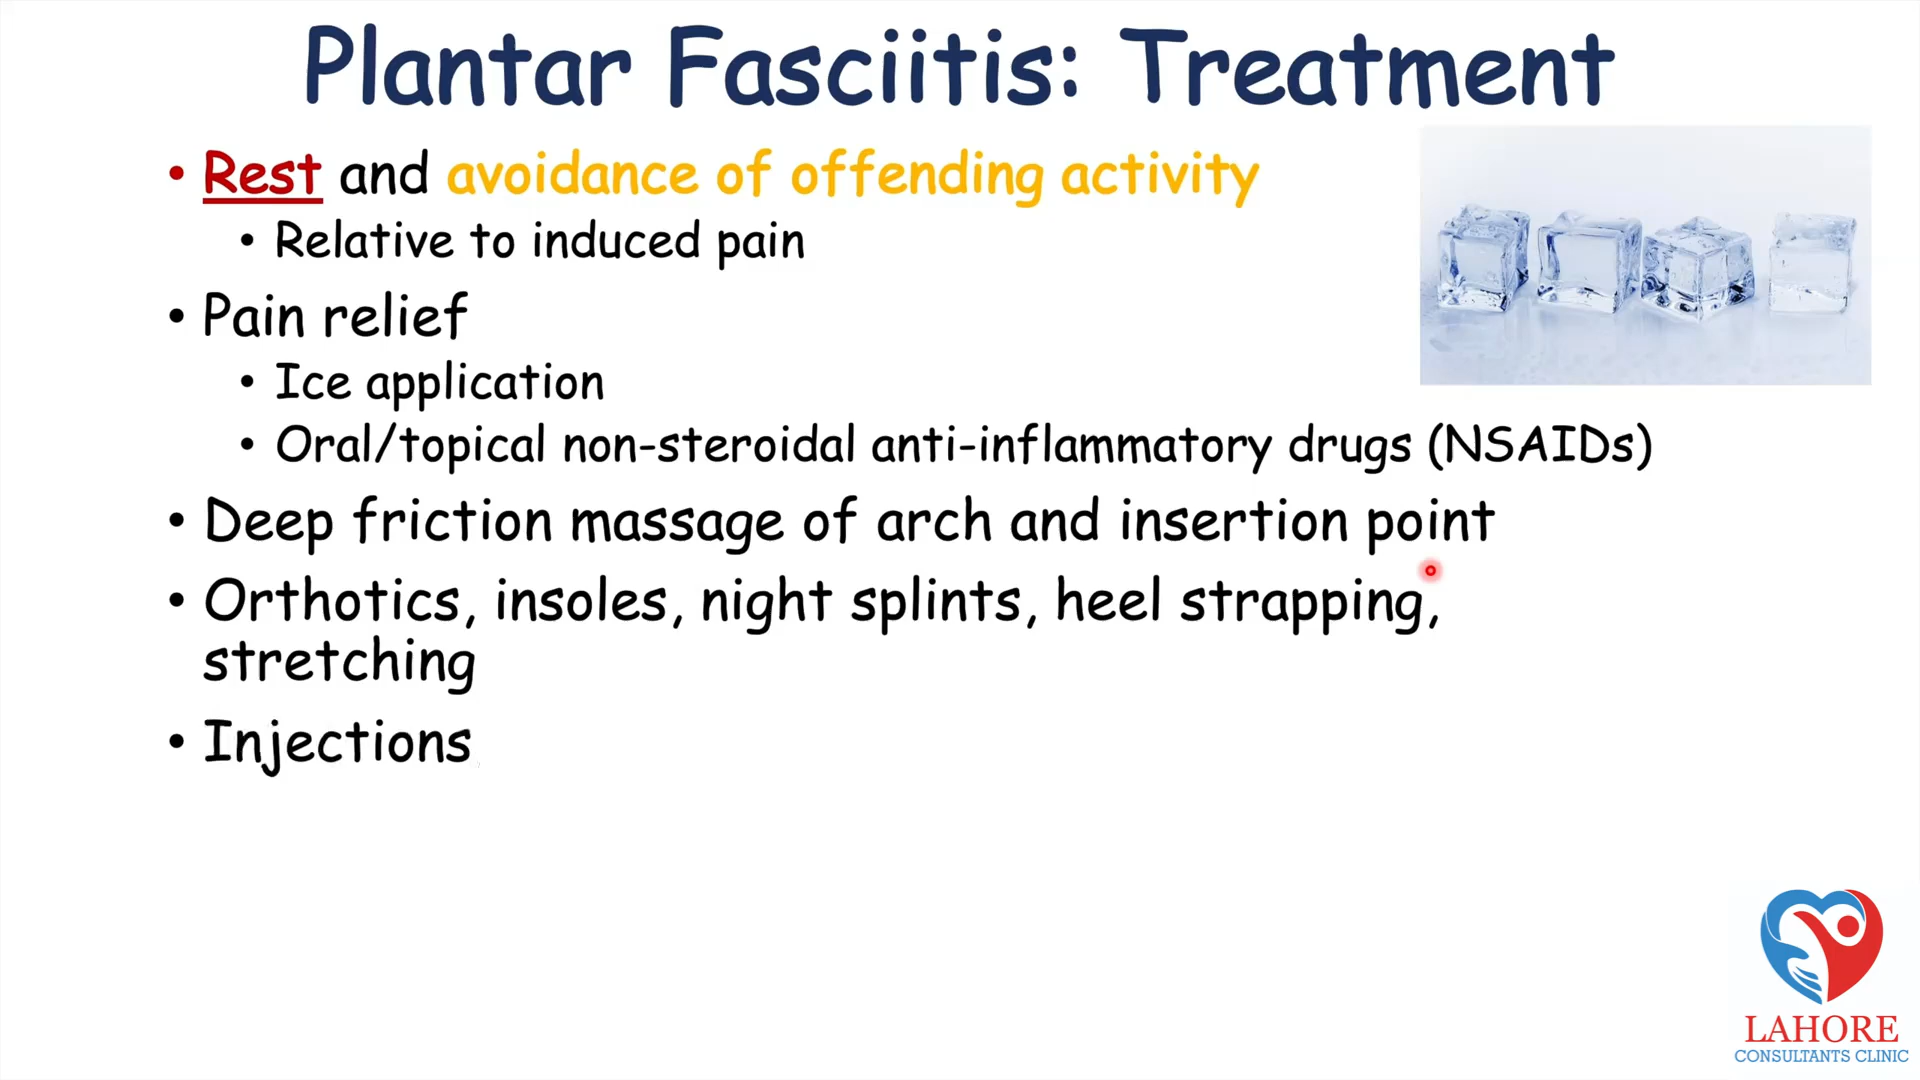 Plantar Fasciitis: Treatment
• Rest and avoidance of offending activity
• Relative to induced pain
• Pain relief
• Ice application
• Oral/topical non-steroidal anti-inflammatory drugs (NSAIDs)
• Deep friction massage of arch and insertion point
• Orthotics, insoles, night splints, heel strapping,
stretching
• Injections
LAHORE
CONSULTANTS CLINIC